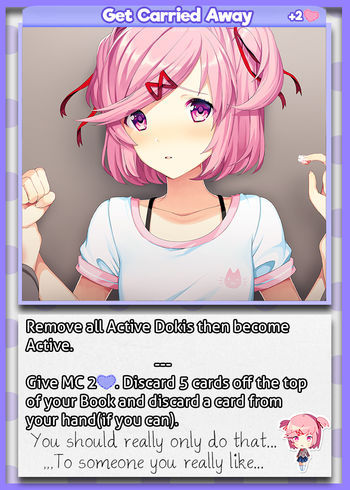 Get Carried Away
+2
Remove all Active Dokis then become
Active.
---
Give MC 2💜. Discard 5 cards off the top
of your Book and discard a card from
your hand(if you can).
You should really only do that...
,,,To someone you really like...